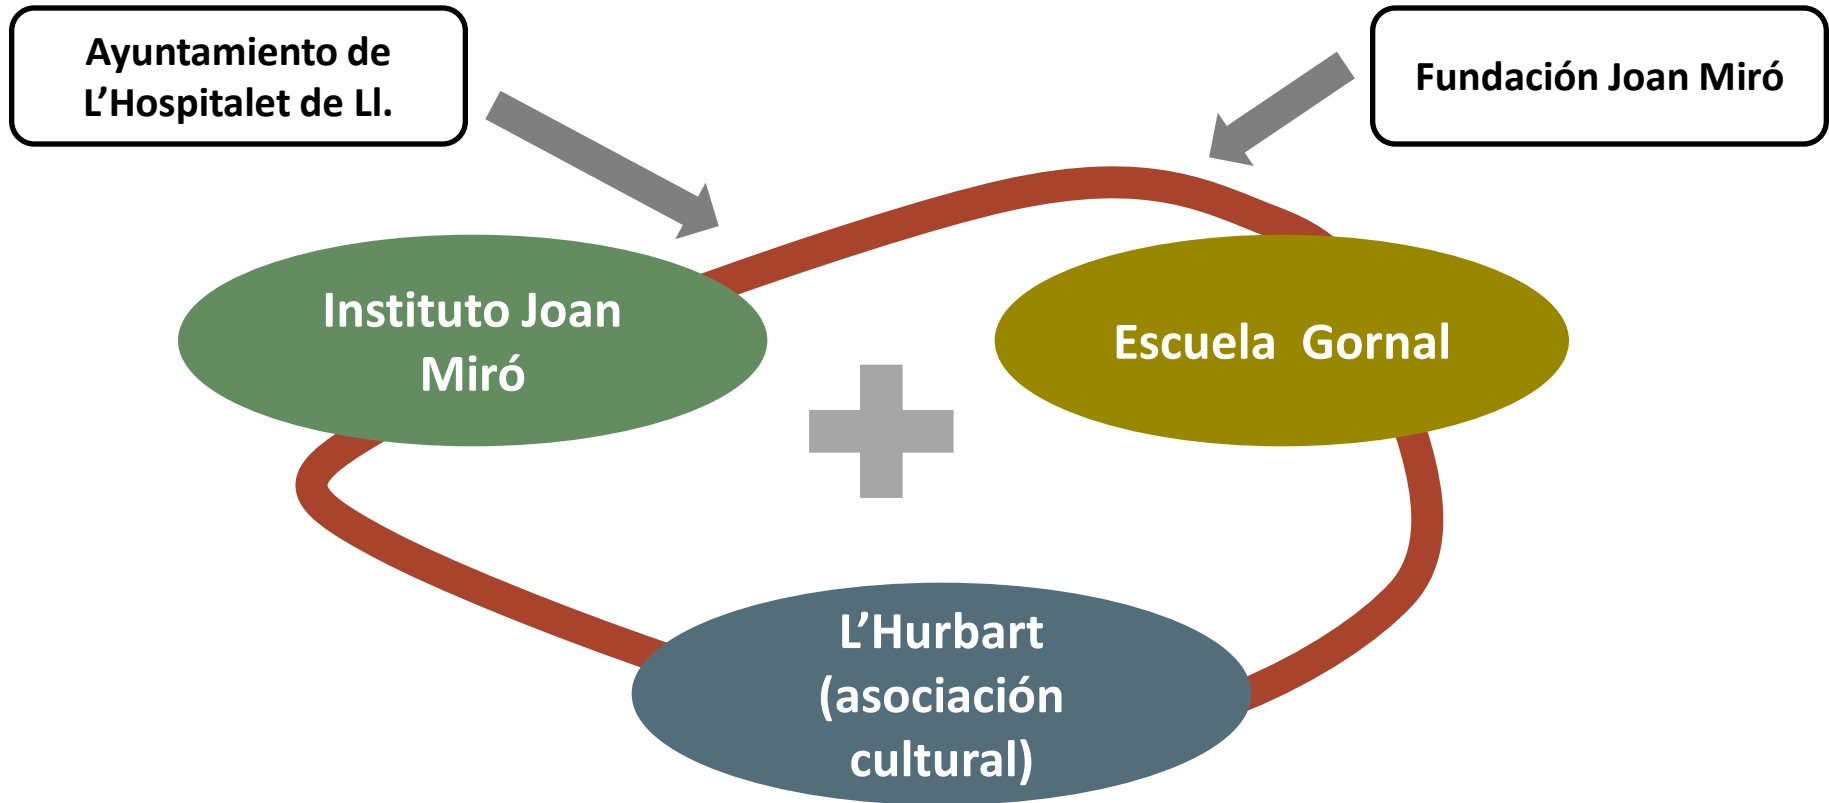 Ayuntamiento de
L’Hospitalet de Ll.
Fundación Joan Miró
Instituto Joan
Miró
Escuela  Gornal
L’Hurbart
(asociación
cultural)